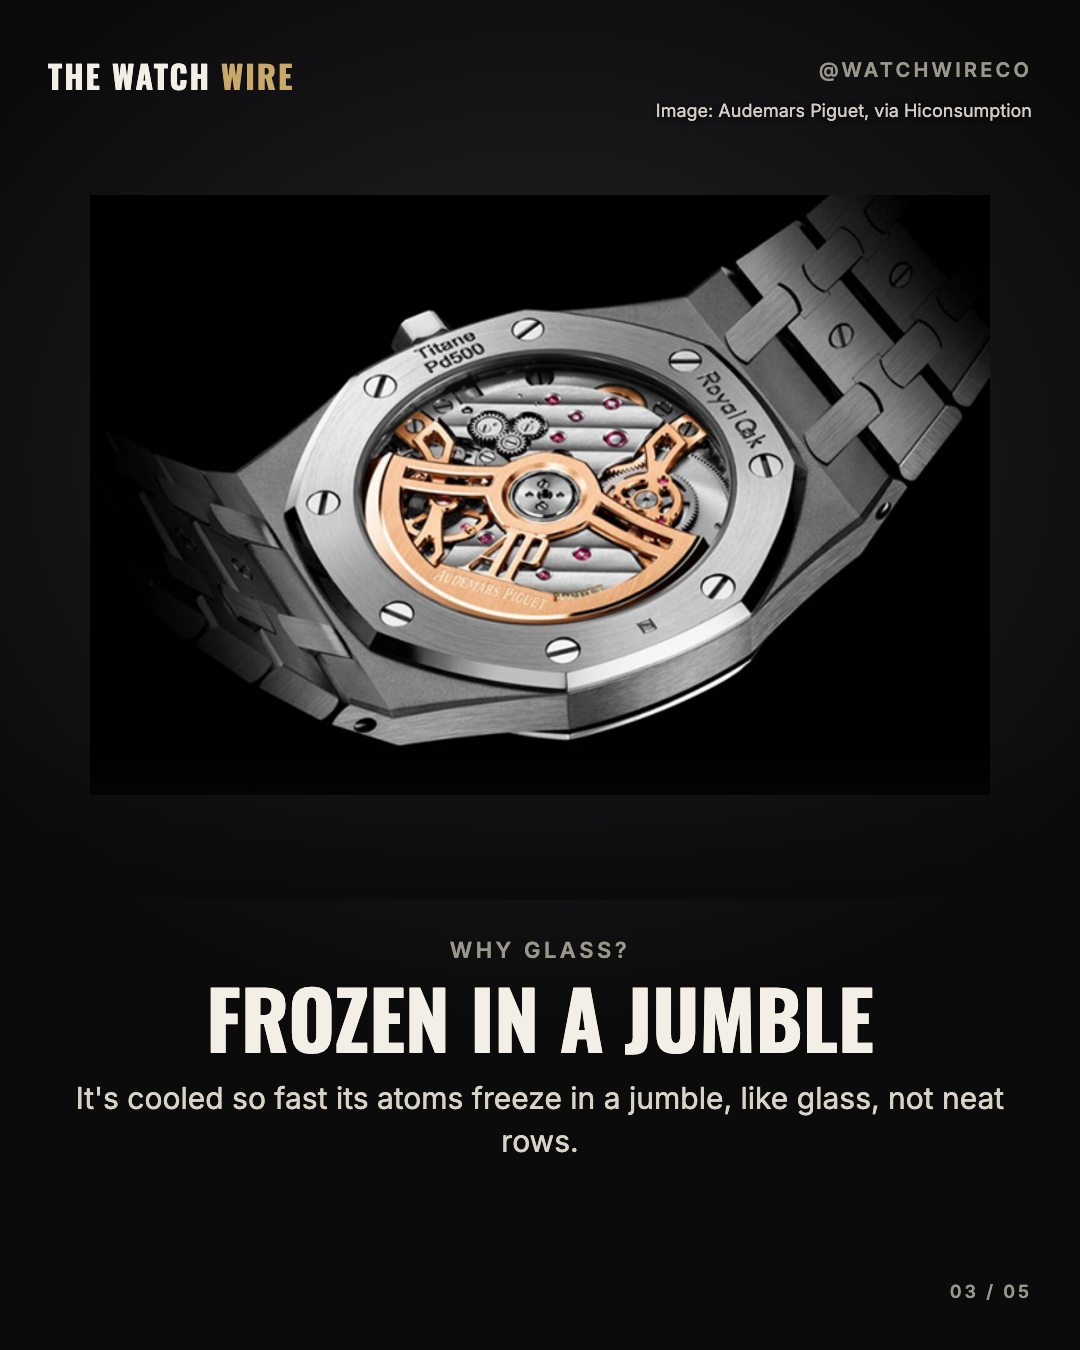 THE WATCH WIRE
@WATCHWIRECO
Image: Audemars Piguet, via Hiconsumption
Titane
Pd500
Royal Oak
AP
AUDEMARS PIGUET
WHY GLASS?
FROZEN IN A JUMBLE
It's cooled so fast its atoms freeze in a jumble, like glass, not neat
rows.
03 / 05